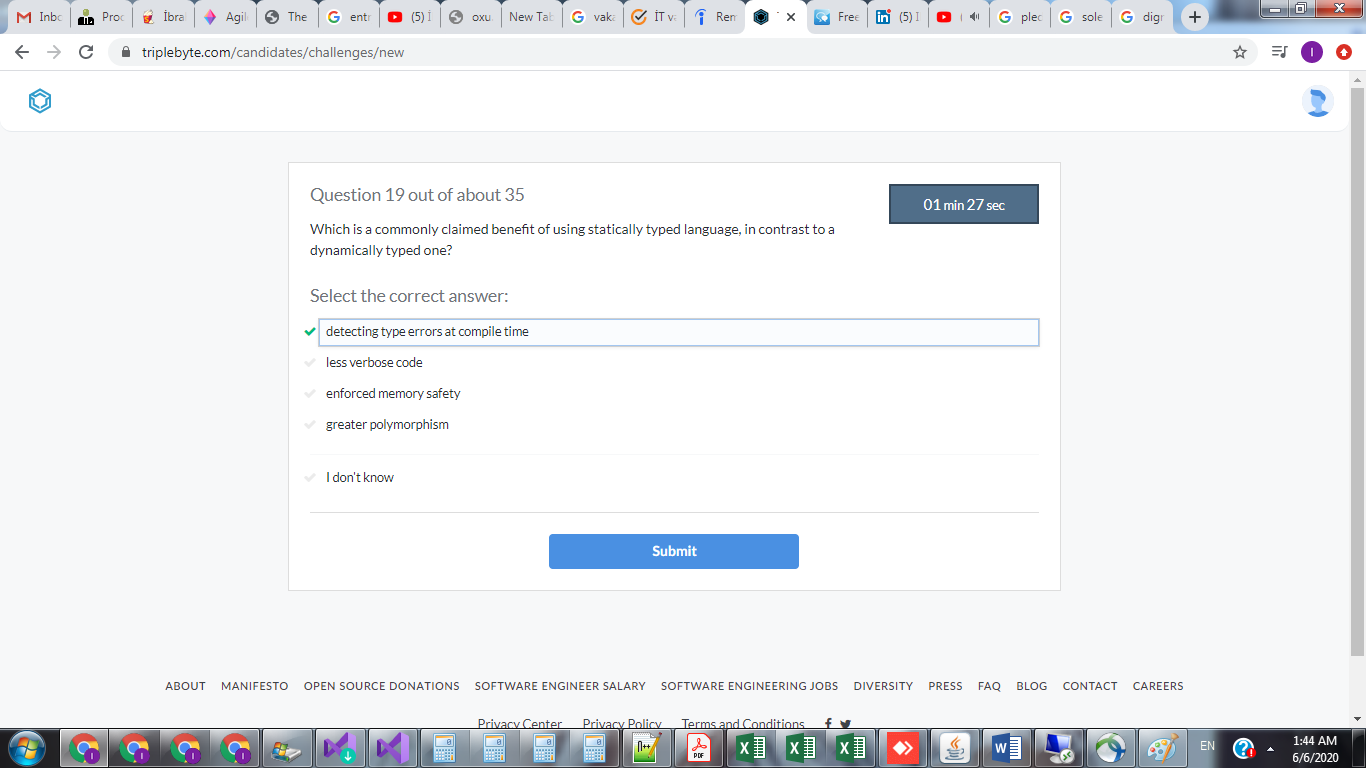 Inbo
Proc
İbra
Agil
The
entr
(5) I
oxu.
New Tab
vaka
İT va
Rem
Free
(5) I
plec
sole
digr
triplebyte.com/candidates/challenges/new
I
Question 19 out of about 35
01 min 27 sec
Which is a commonly claimed benefit of using statically typed language, in contrast to a
dynamically typed one?
Select the correct answer:
detecting type errors at compile time
less verbose code
enforced memory safety
greater polymorphism
I don't know
Submit
ABOUT MANIFESTO OPEN SOURCE DONATIONS SOFTWARE ENGINEER SALARY SOFTWARE ENGINEERING JOBS DIVERSITY PRESS FAQ BLOG CONTACT CAREERS
Privacy Center Privacy Policy Terms and Conditions
EN
1:44 AM
6/6/2020